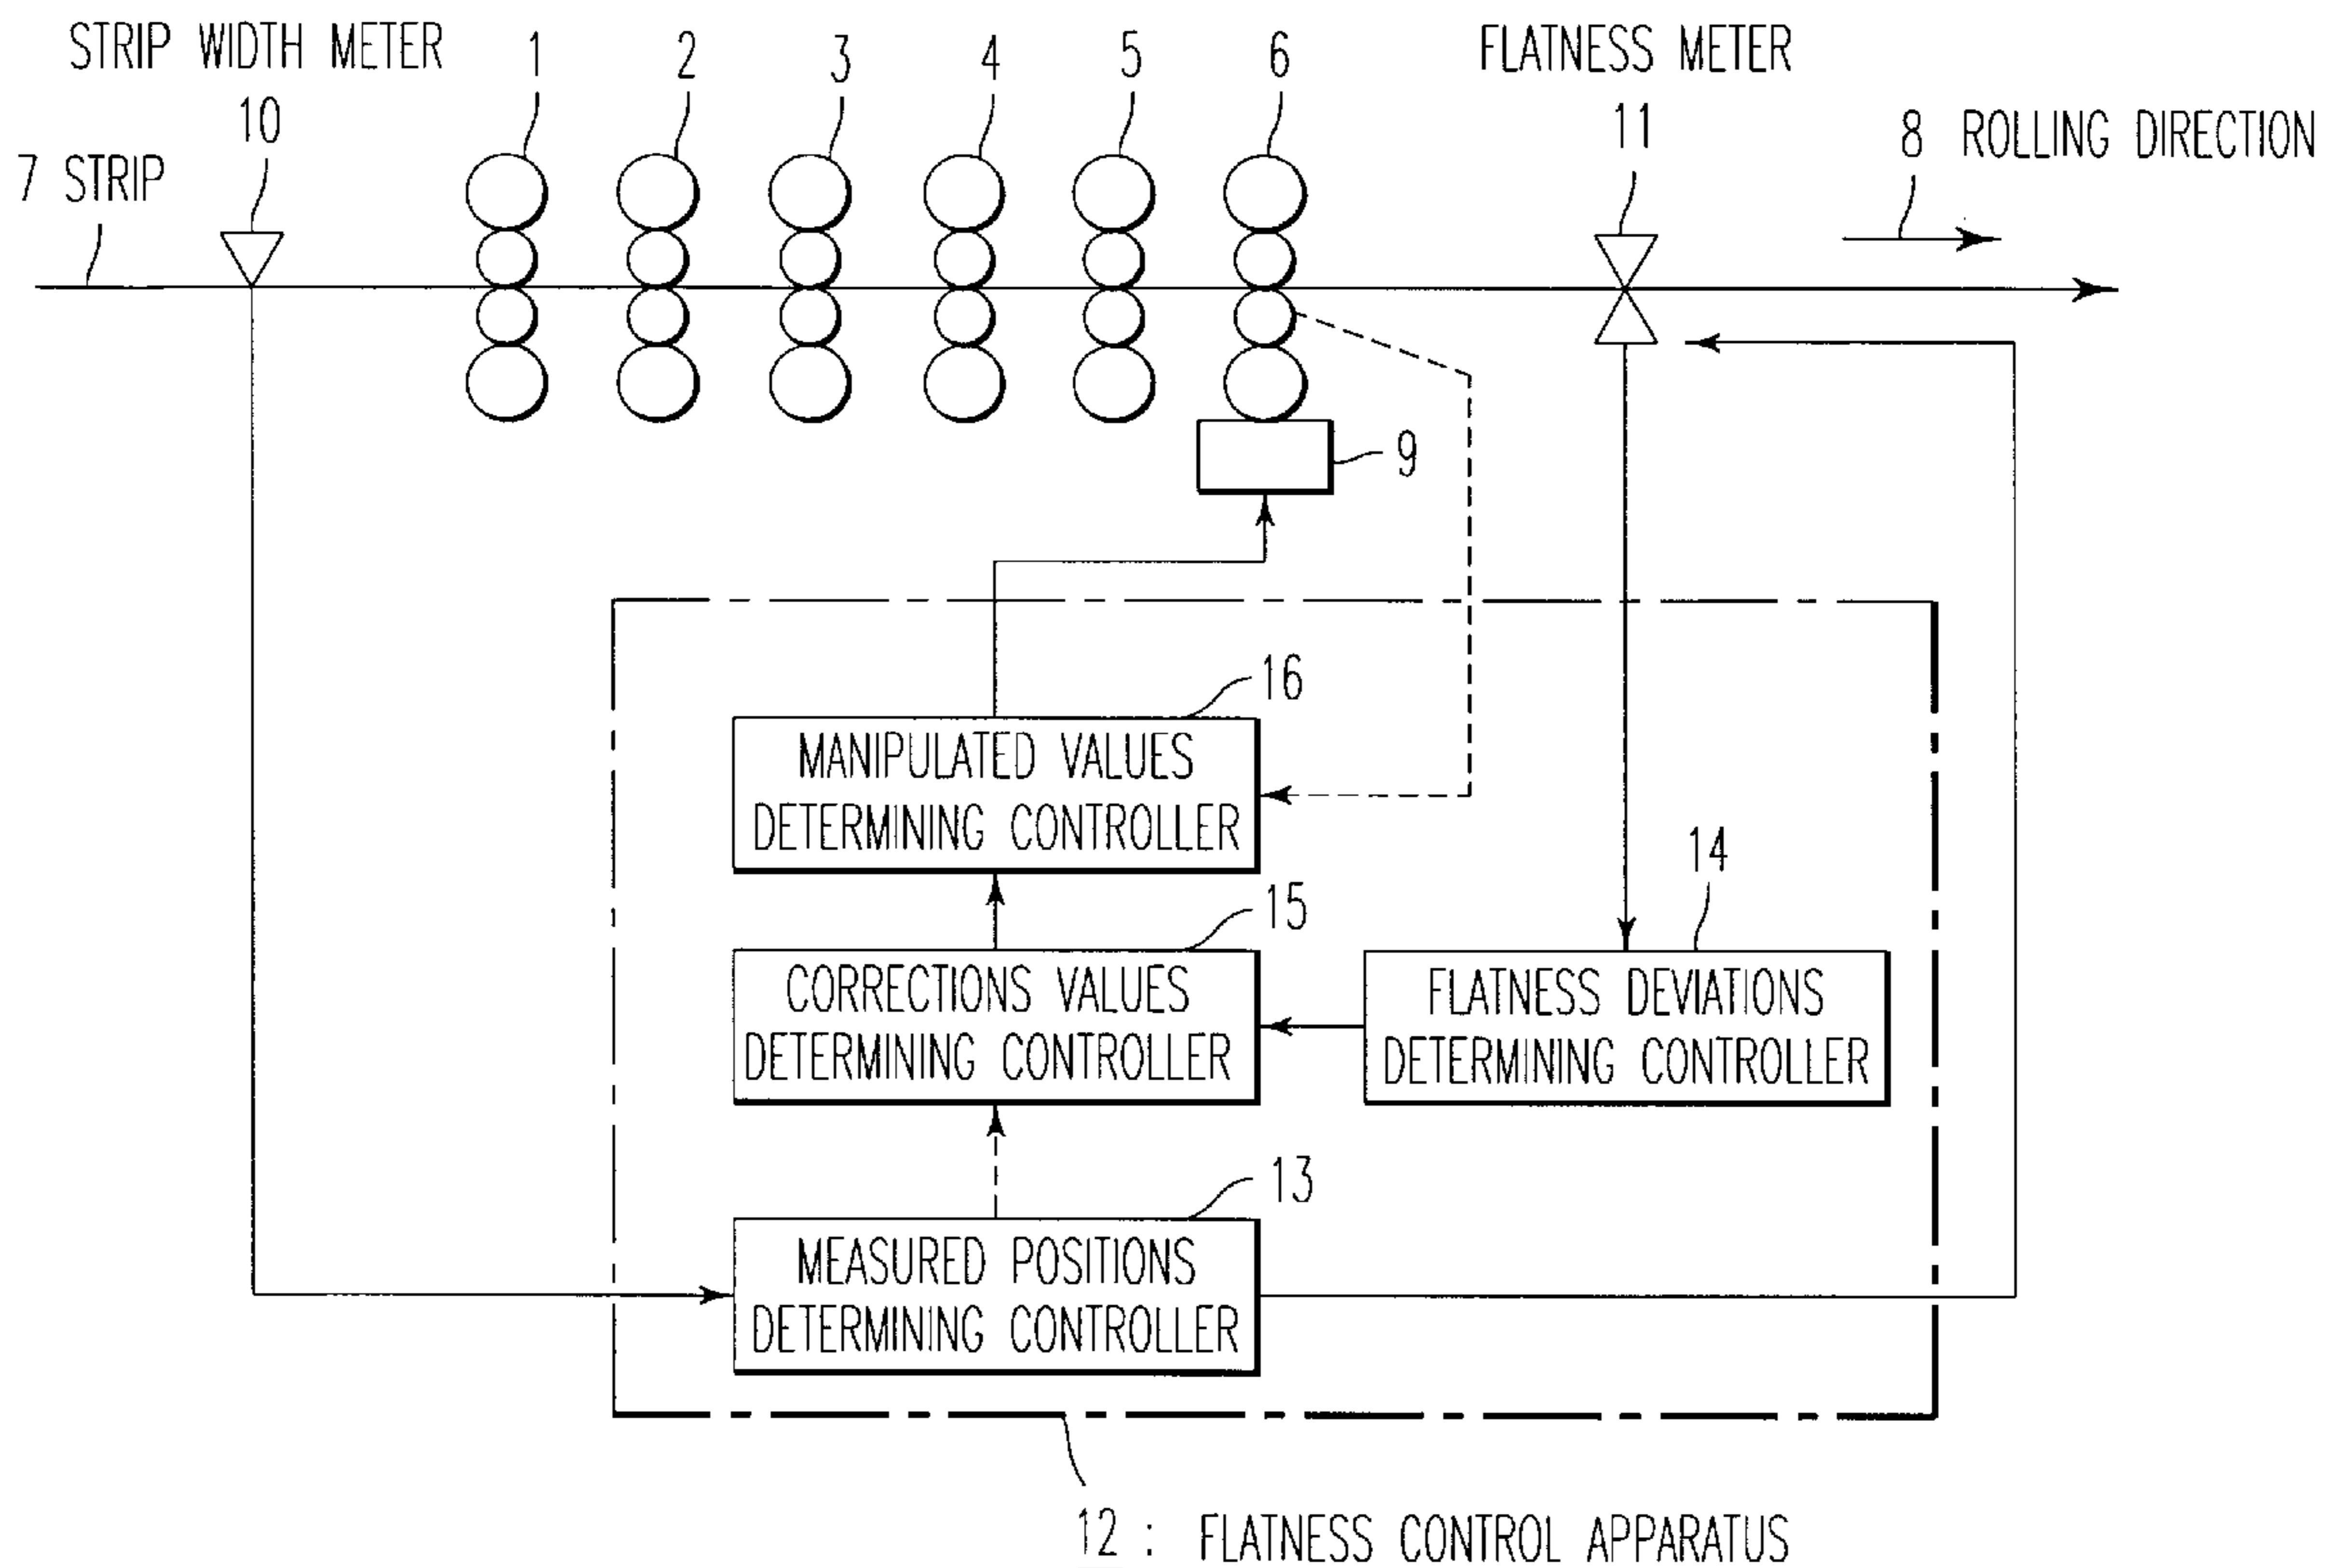 STRIP WIDTH METER
1
2
3
4
5
6
FLATNESS METER
10
11
8 ROLLING DIRECTION
7 STRIP
9
16
MANIPULATED VALUES
DETERMINING CONTROLLER
14
15
CORRECTIONS VALUES
DETERMINING CONTROLLER
FLATNESS DEVIATIONS
DETERMINING CONTROLLER
13
MEASURED POSITIONS
DETERMINING CONTROLLER
12 : FLATNESS CONTROL APPARATUS